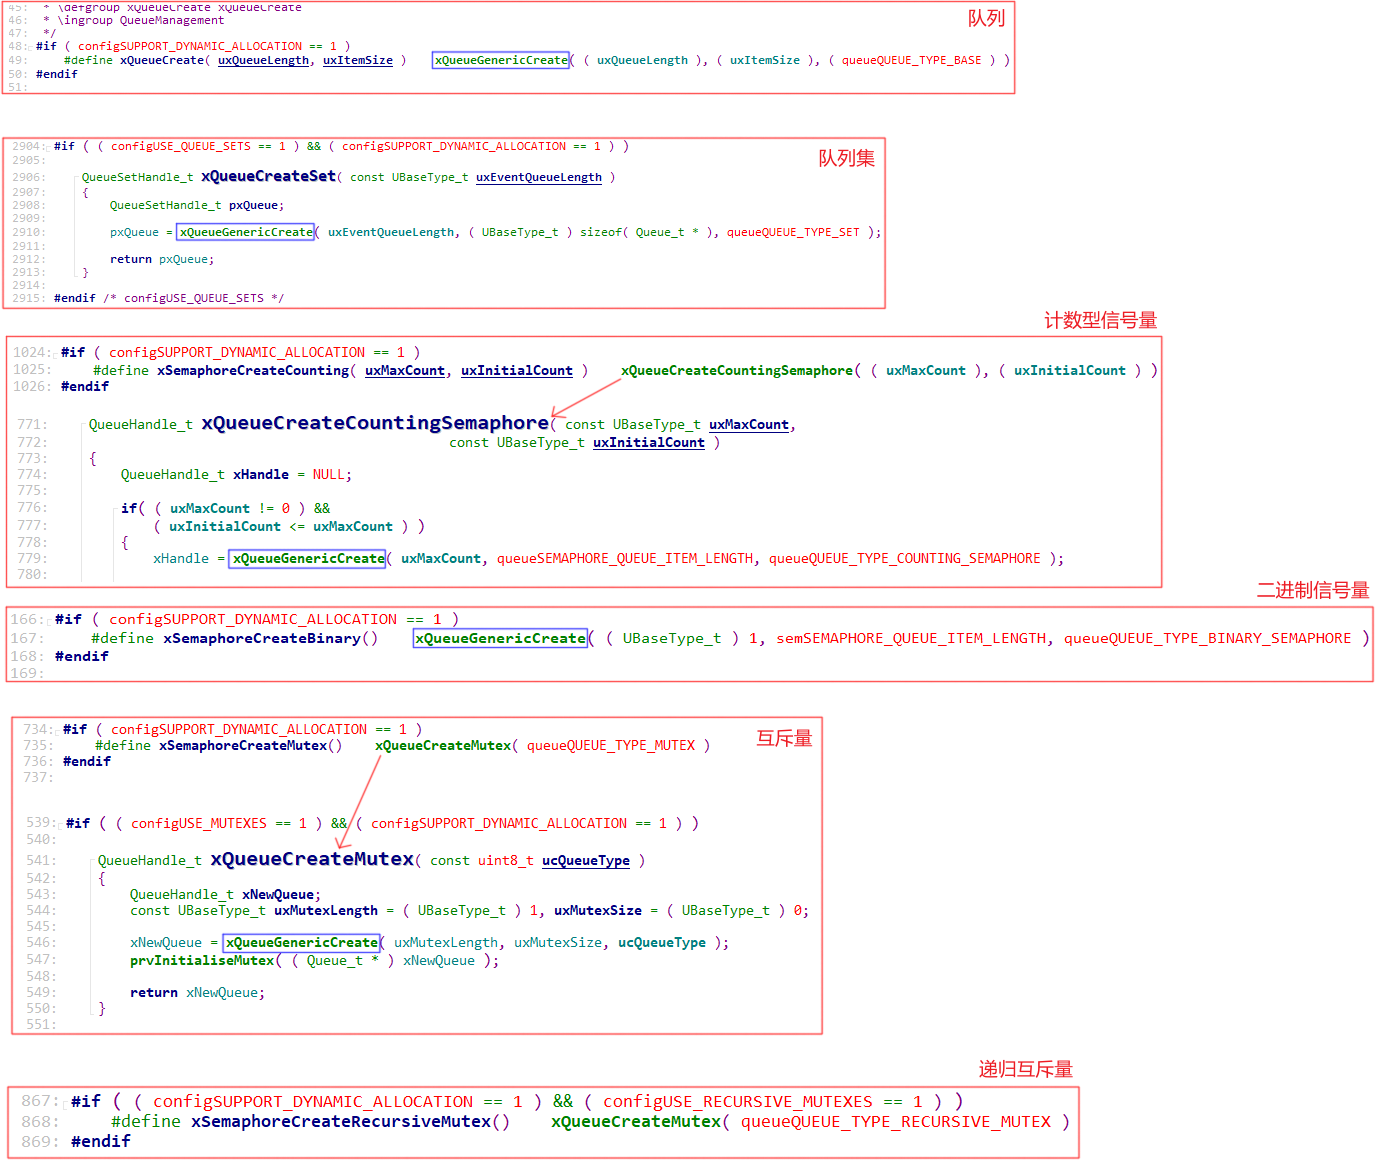 45: * \defgroup xQueueCreate xQueueCreate
46: * \ingroup QueueManagement
队列
47: */
48: #if ( configSUPPORT_DYNAMIC_ALLOCATION == 1 )
49: #define xQueueCreate( uxQueueLength, uxItemSize ) xQueueGenericCreate( ( uxQueueLength ), ( uxItemSize ), ( queueQUEUE_TYPE_BASE ) )
50: #endif
51:
2904: #if ( ( configUSE_QUEUE_SETS == 1 ) && ( configSUPPORT_DYNAMIC_ALLOCATION == 1 ) )
队列集
2905:
2906: QueueSetHandle_t xQueueCreateSet( const UBaseType_t uxEventQueueLength )
2907: {
2908: QueueSetHandle_t pxQueue;
2909:
2910: pxQueue = xQueueGenericCreate( uxEventQueueLength, ( UBaseType_t ) sizeof( Queue_t * ), queueQUEUE_TYPE_SET );
2911:
2912: return pxQueue;
2913: }
2914:
2915: #endif /* configUSE_QUEUE_SETS */
计数型信号量
1024: #if ( configSUPPORT_DYNAMIC_ALLOCATION == 1 )
1025: #define xSemaphoreCreateCounting( uxMaxCount, uxInitialCount ) xQueueCreateCountingSemaphore( ( uxMaxCount ), ( uxInitialCount ) )
1026: #endif
771: QueueHandle_t xQueueCreateCountingSemaphore( const UBaseType_t uxMaxCount,
772: const UBaseType_t uxInitialCount )
773: {
774: QueueHandle_t xHandle = NULL;
775:
776: if( ( uxMaxCount != 0 ) &&
777: ( uxInitialCount <= uxMaxCount ) )
778: {
779: xHandle = xQueueGenericCreate( uxMaxCount, queueSEMAPHORE_QUEUE_ITEM_LENGTH, queueQUEUE_TYPE_COUNTING_SEMAPHORE );
780:
二进制信号量
166: #if ( configSUPPORT_DYNAMIC_ALLOCATION == 1 )
167: #define xSemaphoreCreateBinary() xQueueGenericCreate( ( UBaseType_t ) 1, semSEMAPHORE_QUEUE_ITEM_LENGTH, queueQUEUE_TYPE_BINARY_SEMAPHORE )
168: #endif
169:
734: #if ( configSUPPORT_DYNAMIC_ALLOCATION == 1 )
735: #define xSemaphoreCreateMutex() xQueueCreateMutex( queueQUEUE_TYPE_MUTEX )
互斥量
736: #endif
737:
539: #if ( ( configUSE_MUTEXES == 1 ) && ( configSUPPORT_DYNAMIC_ALLOCATION == 1 ) )
540:
541: QueueHandle_t xQueueCreateMutex( const uint8_t ucQueueType )
542: {
543: QueueHandle_t xNewQueue;
544: const UBaseType_t uxMutexLength = ( UBaseType_t ) 1, uxMutexSize = ( UBaseType_t ) 0;
545:
546: xNewQueue = xQueueGenericCreate( uxMutexLength, uxMutexSize, ucQueueType );
547: prvInitialiseMutex( ( Queue_t * ) xNewQueue );
548:
549: return xNewQueue;
550: }
551:
递归互斥量
867: #if ( ( configSUPPORT_DYNAMIC_ALLOCATION == 1 ) && ( configUSE_RECURSIVE_MUTEXES == 1 ) )
868: #define xSemaphoreCreateRecursiveMutex() xQueueCreateMutex( queueQUEUE_TYPE_RECURSIVE_MUTEX )
869: #endif